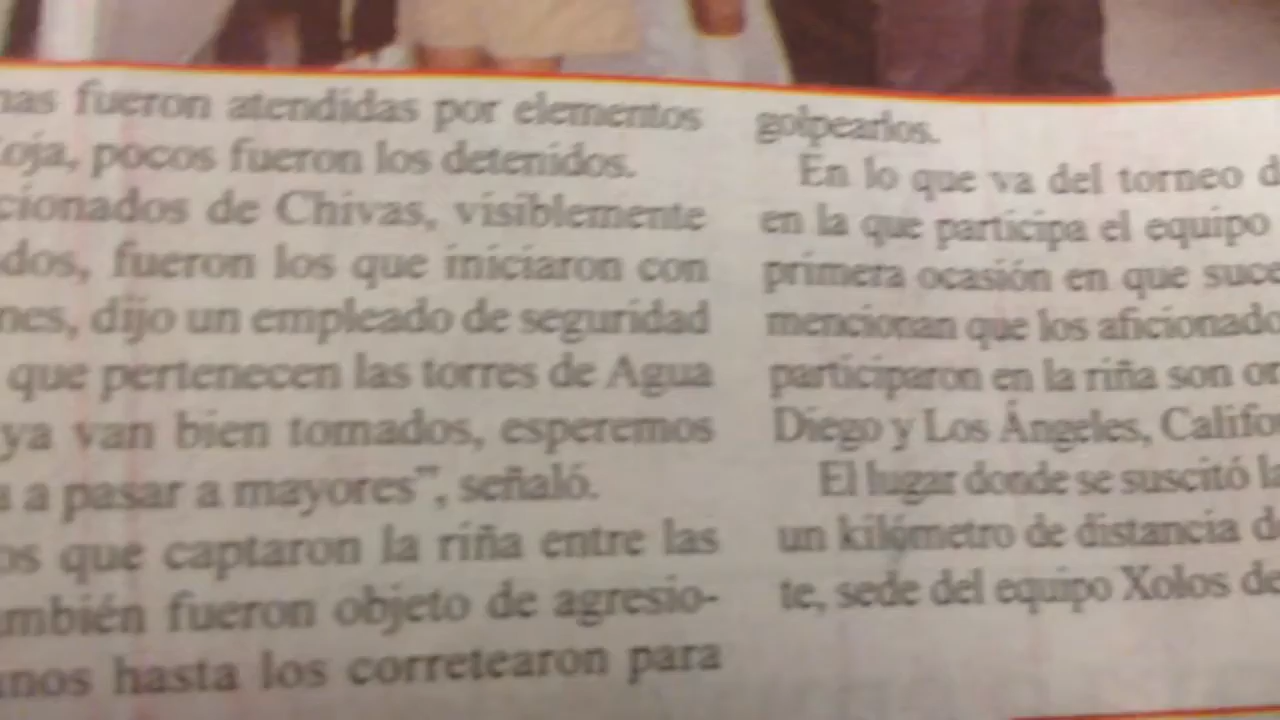 nas fueron atendidas por elementos
oja, pocos fueron los detenidos.
cionados de Chivas, visiblemente
dos, fueron los que iniciaron con
nes, dijo un empleado de seguridad
que pertenecen las torres de Agua
ya van bien tomados, esperemos
a pasar a mayores”, señaló.
os que captaron la riña entre las
mbién fueron objeto de agresio-
unos hasta los corretearon para
golpearlos.
En lo que va del torneo d
en la que participa el equipo
primera ocasión en que suce
mencionan que los aficionado
participaron en la riña son or
Diego y Los Ángeles, Califo
El lugar donde se suscitó la
un kilómetro de distancia d
te, sede del equipo Xolos de